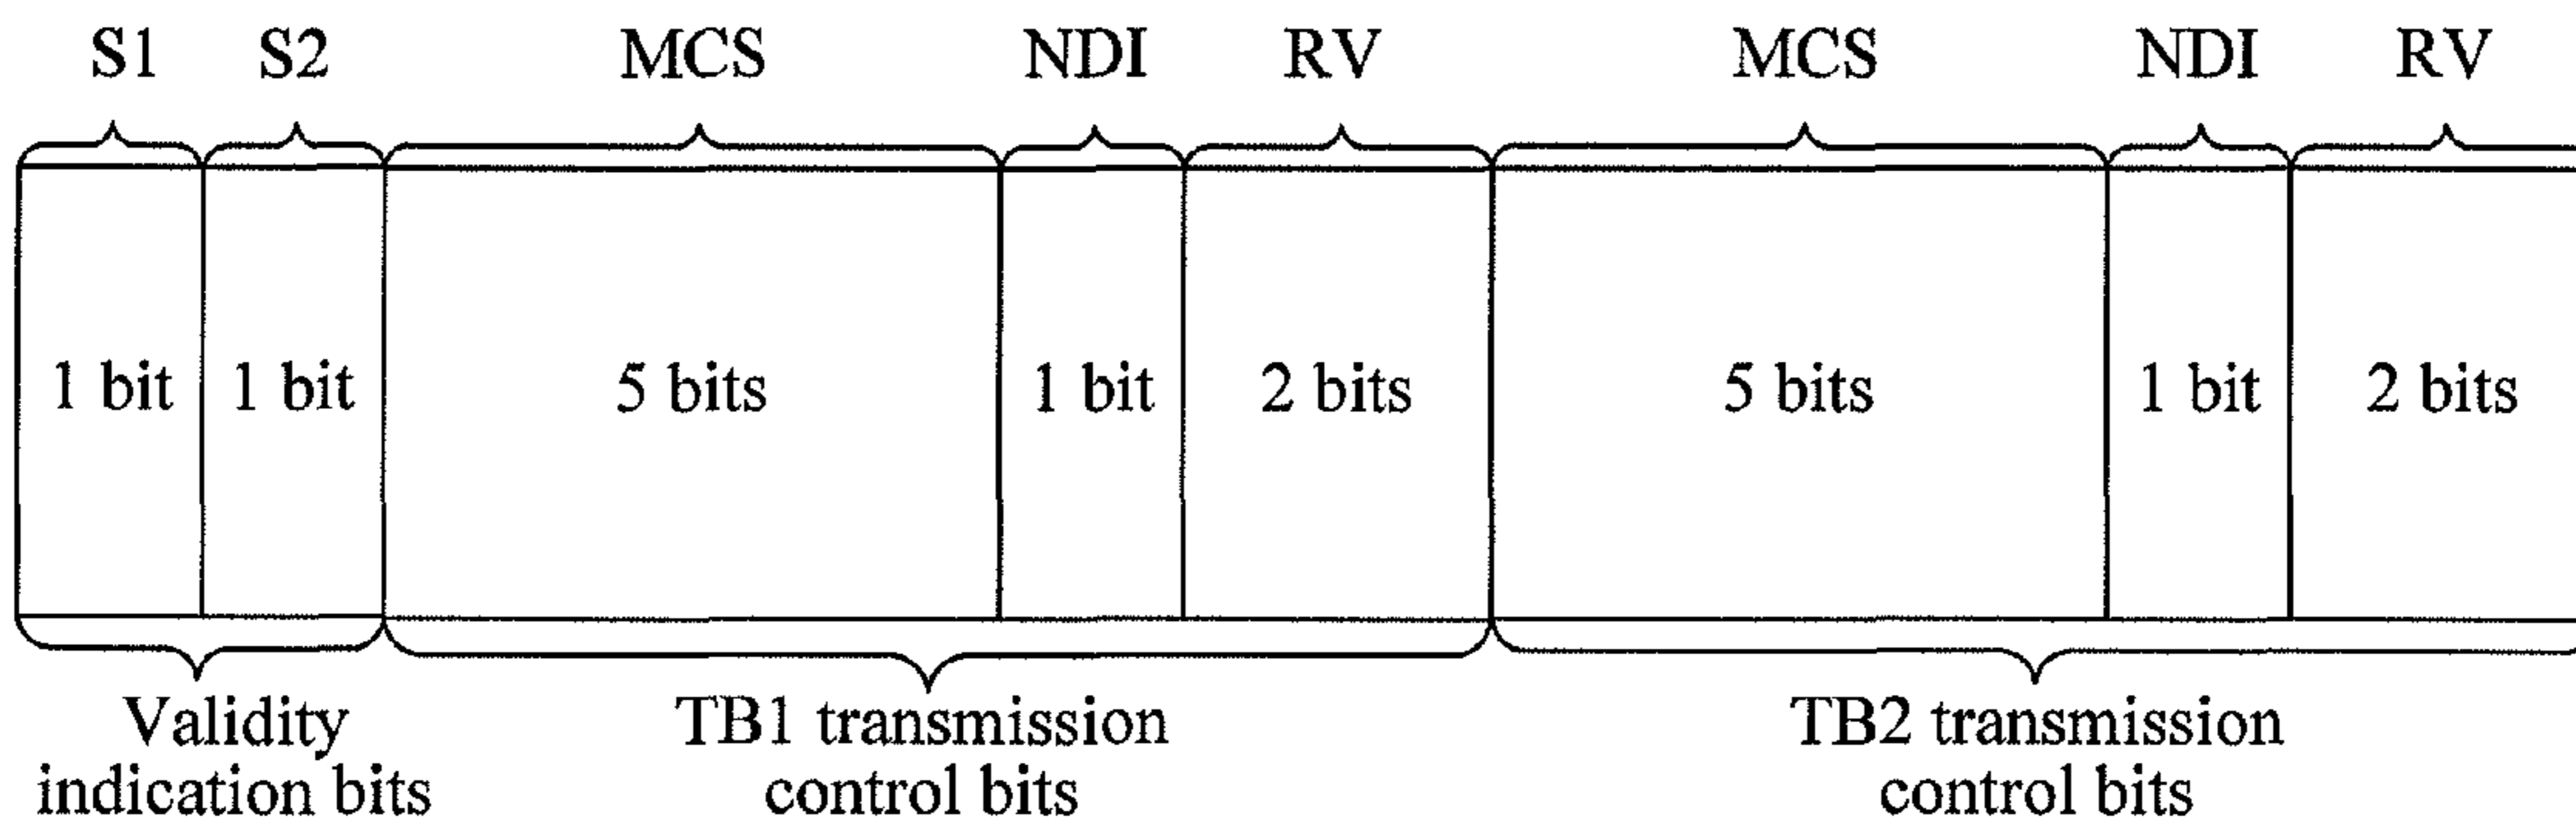 S1 S2 MCS NDI RV MCS NDI RV
1 bit 1 bit 5 bits 1 bit 2 bits 5 bits 1 bit 2 bits
Validity
indication bits
TB1 transmission
control bits
TB2 transmission
control bits